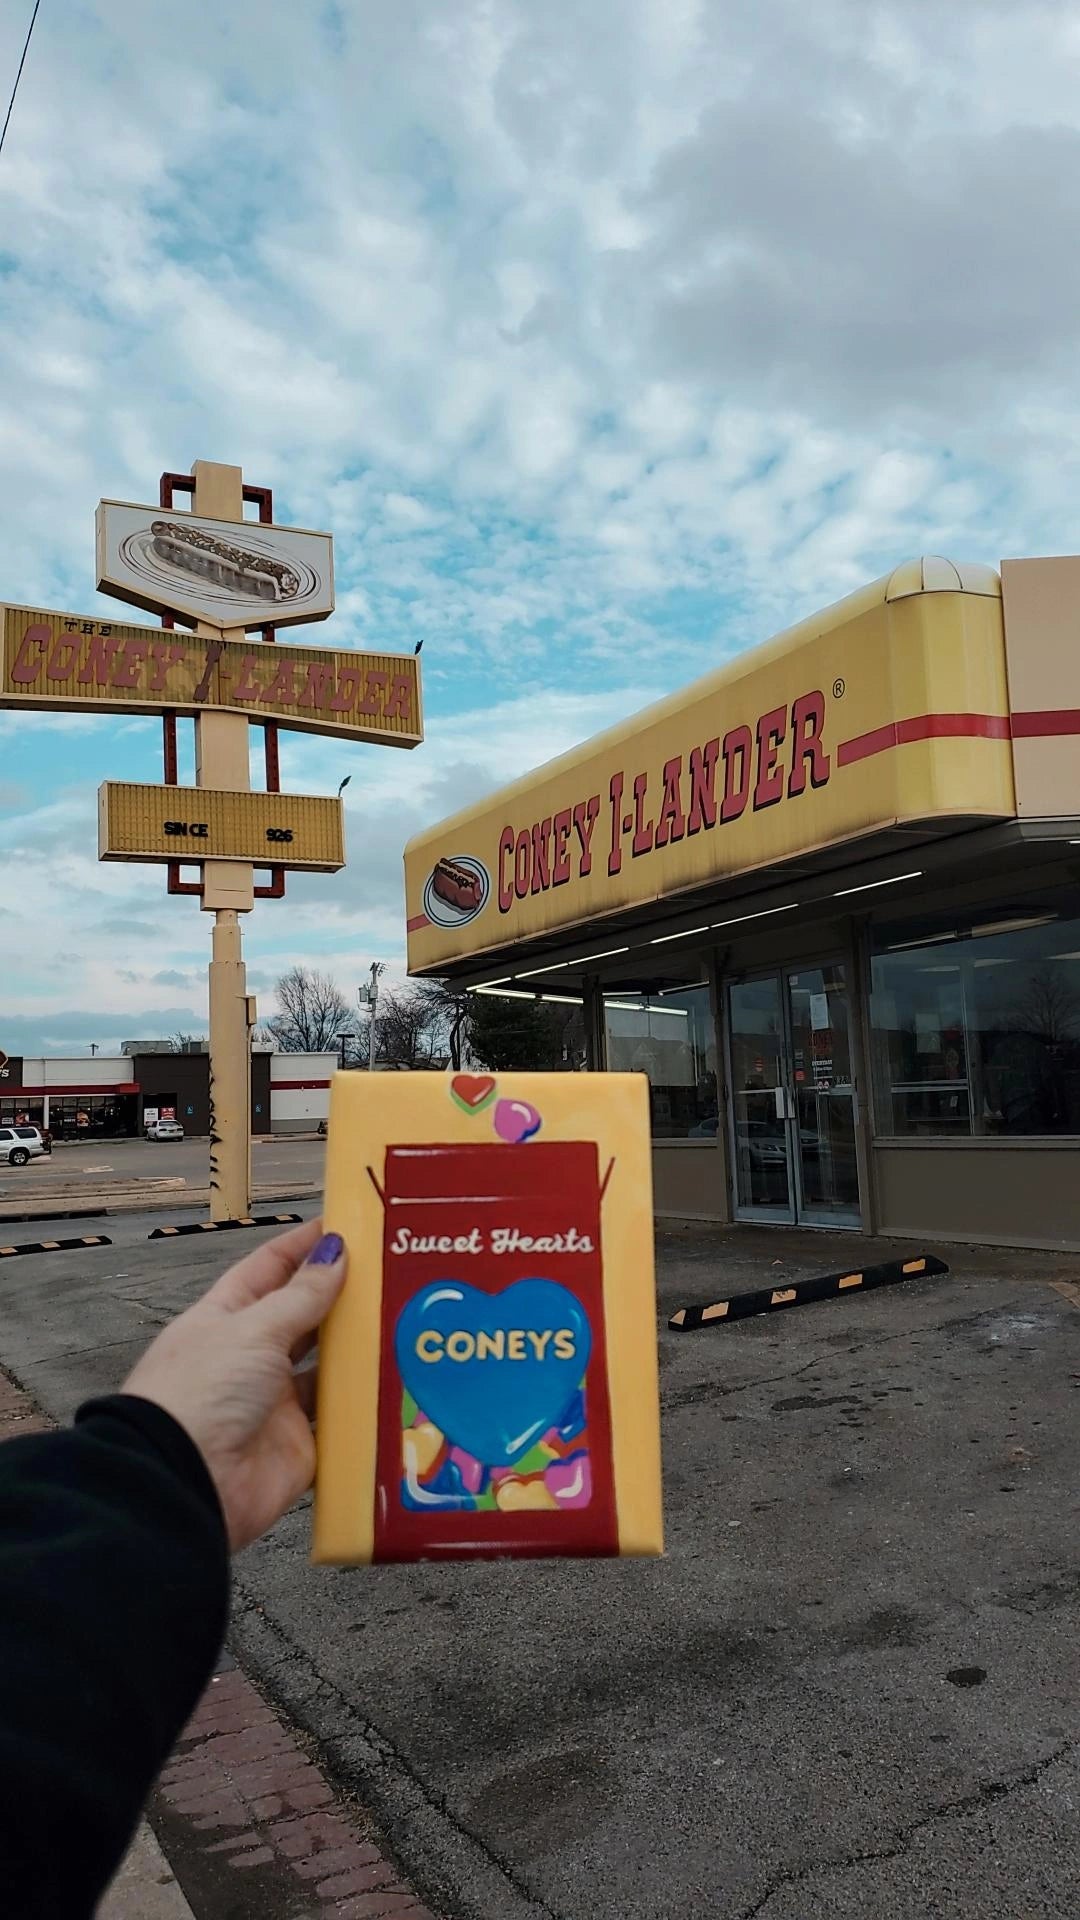 THE
CONEY I-LANDER
SINCE 926
CONEY I-LANDER®
Sweet Hearts
CONEYS